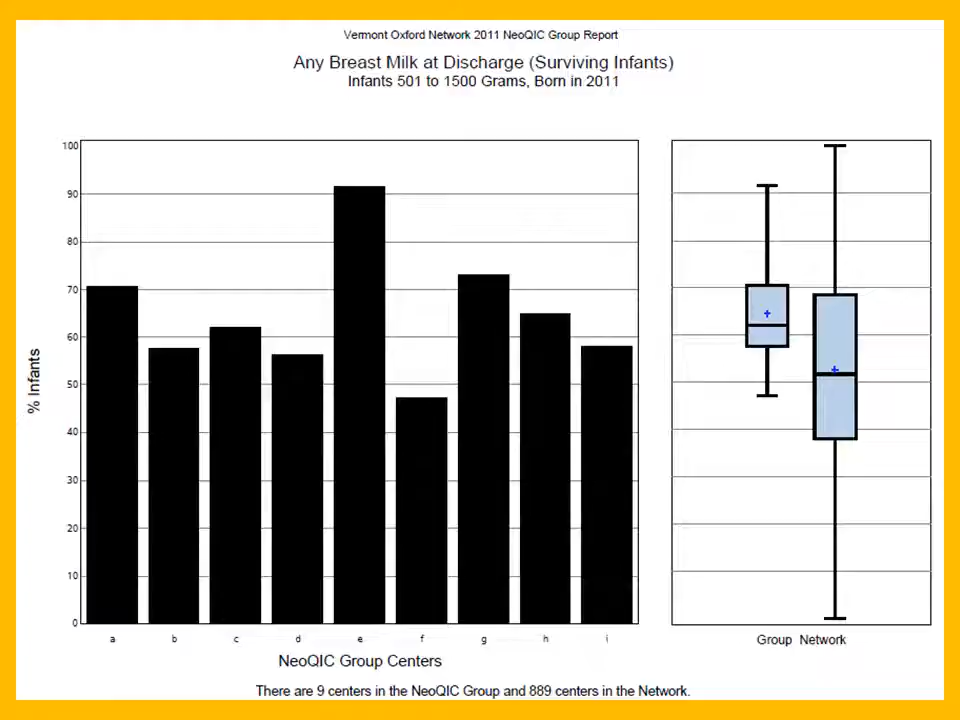 Vermont Oxford Network 2011 NeoQIC Group Report
Any Breast Milk at Discharge (Surviving Infants)
Infants 501 to 1500 Grams, Born in 2011
100
90
80
70
60
50
40
30
20
10
0
% Infants
a b c d e f g h i
NeoQIC Group Centers
Group Network
There are 9 centers in the NeoQIC Group and 889 centers in the Network.